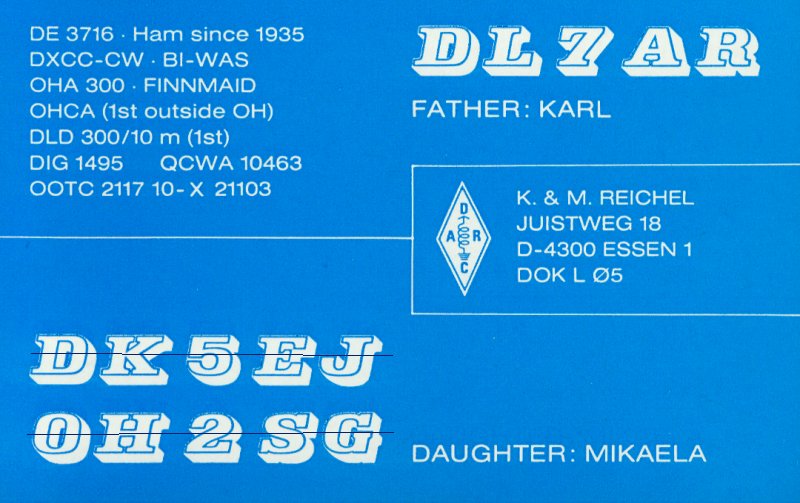 DE 3716 · Ham since 1935
DXCC-CW · BI-WAS
OHA 300 · FINNMAID
OHCA (1st outside OH)
DLD 300/10 m (1st)
DIG 1495 QCWA 10463
OOTC 2117 10-X 21103
DL7AR
FATHER: KARL
D
A R
C
K. & M. REICHEL
JUISTWEG 18
D-4300 ESSEN 1
DOK L Ø5
DK5EJ
OH2SG
DAUGHTER: MIKAELA